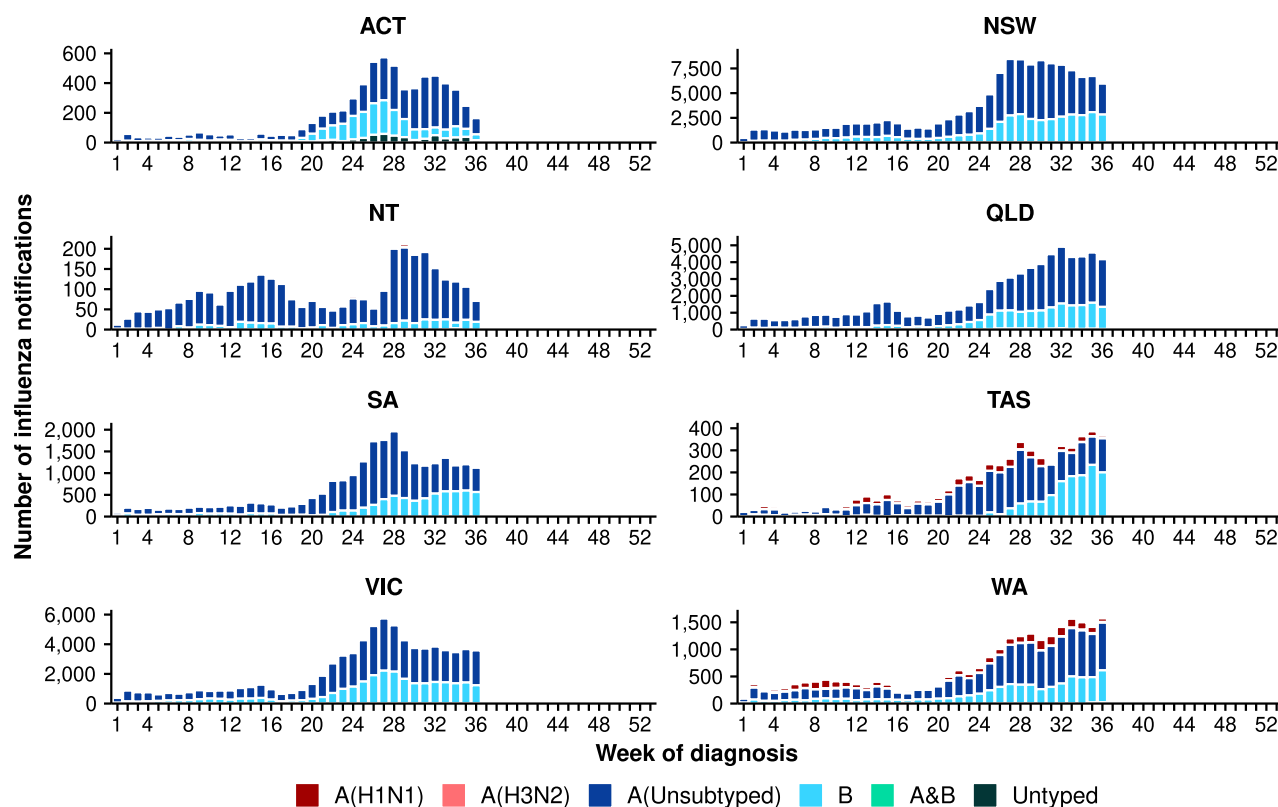 ACT
NSW
600
400
200
0
7,500
5,000
2,500
0
1 4 8 12 16 20 24 28 32 36 40 44 48 52
1 4 8 12 16 20 24 28 32 36 40 44 48 52
NT
QLD
200
150
100
50
0
5,000
4,000
3,000
2,000
1,000
0
1 4 8 12 16 20 24 28 32 36 40 44 48 52
1 4 8 12 16 20 24 28 32 36 40 44 48 52
Number of influenza notifications
SA
TAS
2,000
1,500
1,000
500
0
400
300
200
100
0
1 4 8 12 16 20 24 28 32 36 40 44 48 52
1 4 8 12 16 20 24 28 32 36 40 44 48 52
VIC
WA
6,000
4,000
2,000
0
1,500
1,000
500
0
1 4 8 12 16 20 24 28 32 36 40 44 48 52
1 4 8 12 16 20 24 28 32 36 40 44 48 52
Week of diagnosis
A(H1N1) A(H3N2) A(Unsubtyped) B A&B Untyped